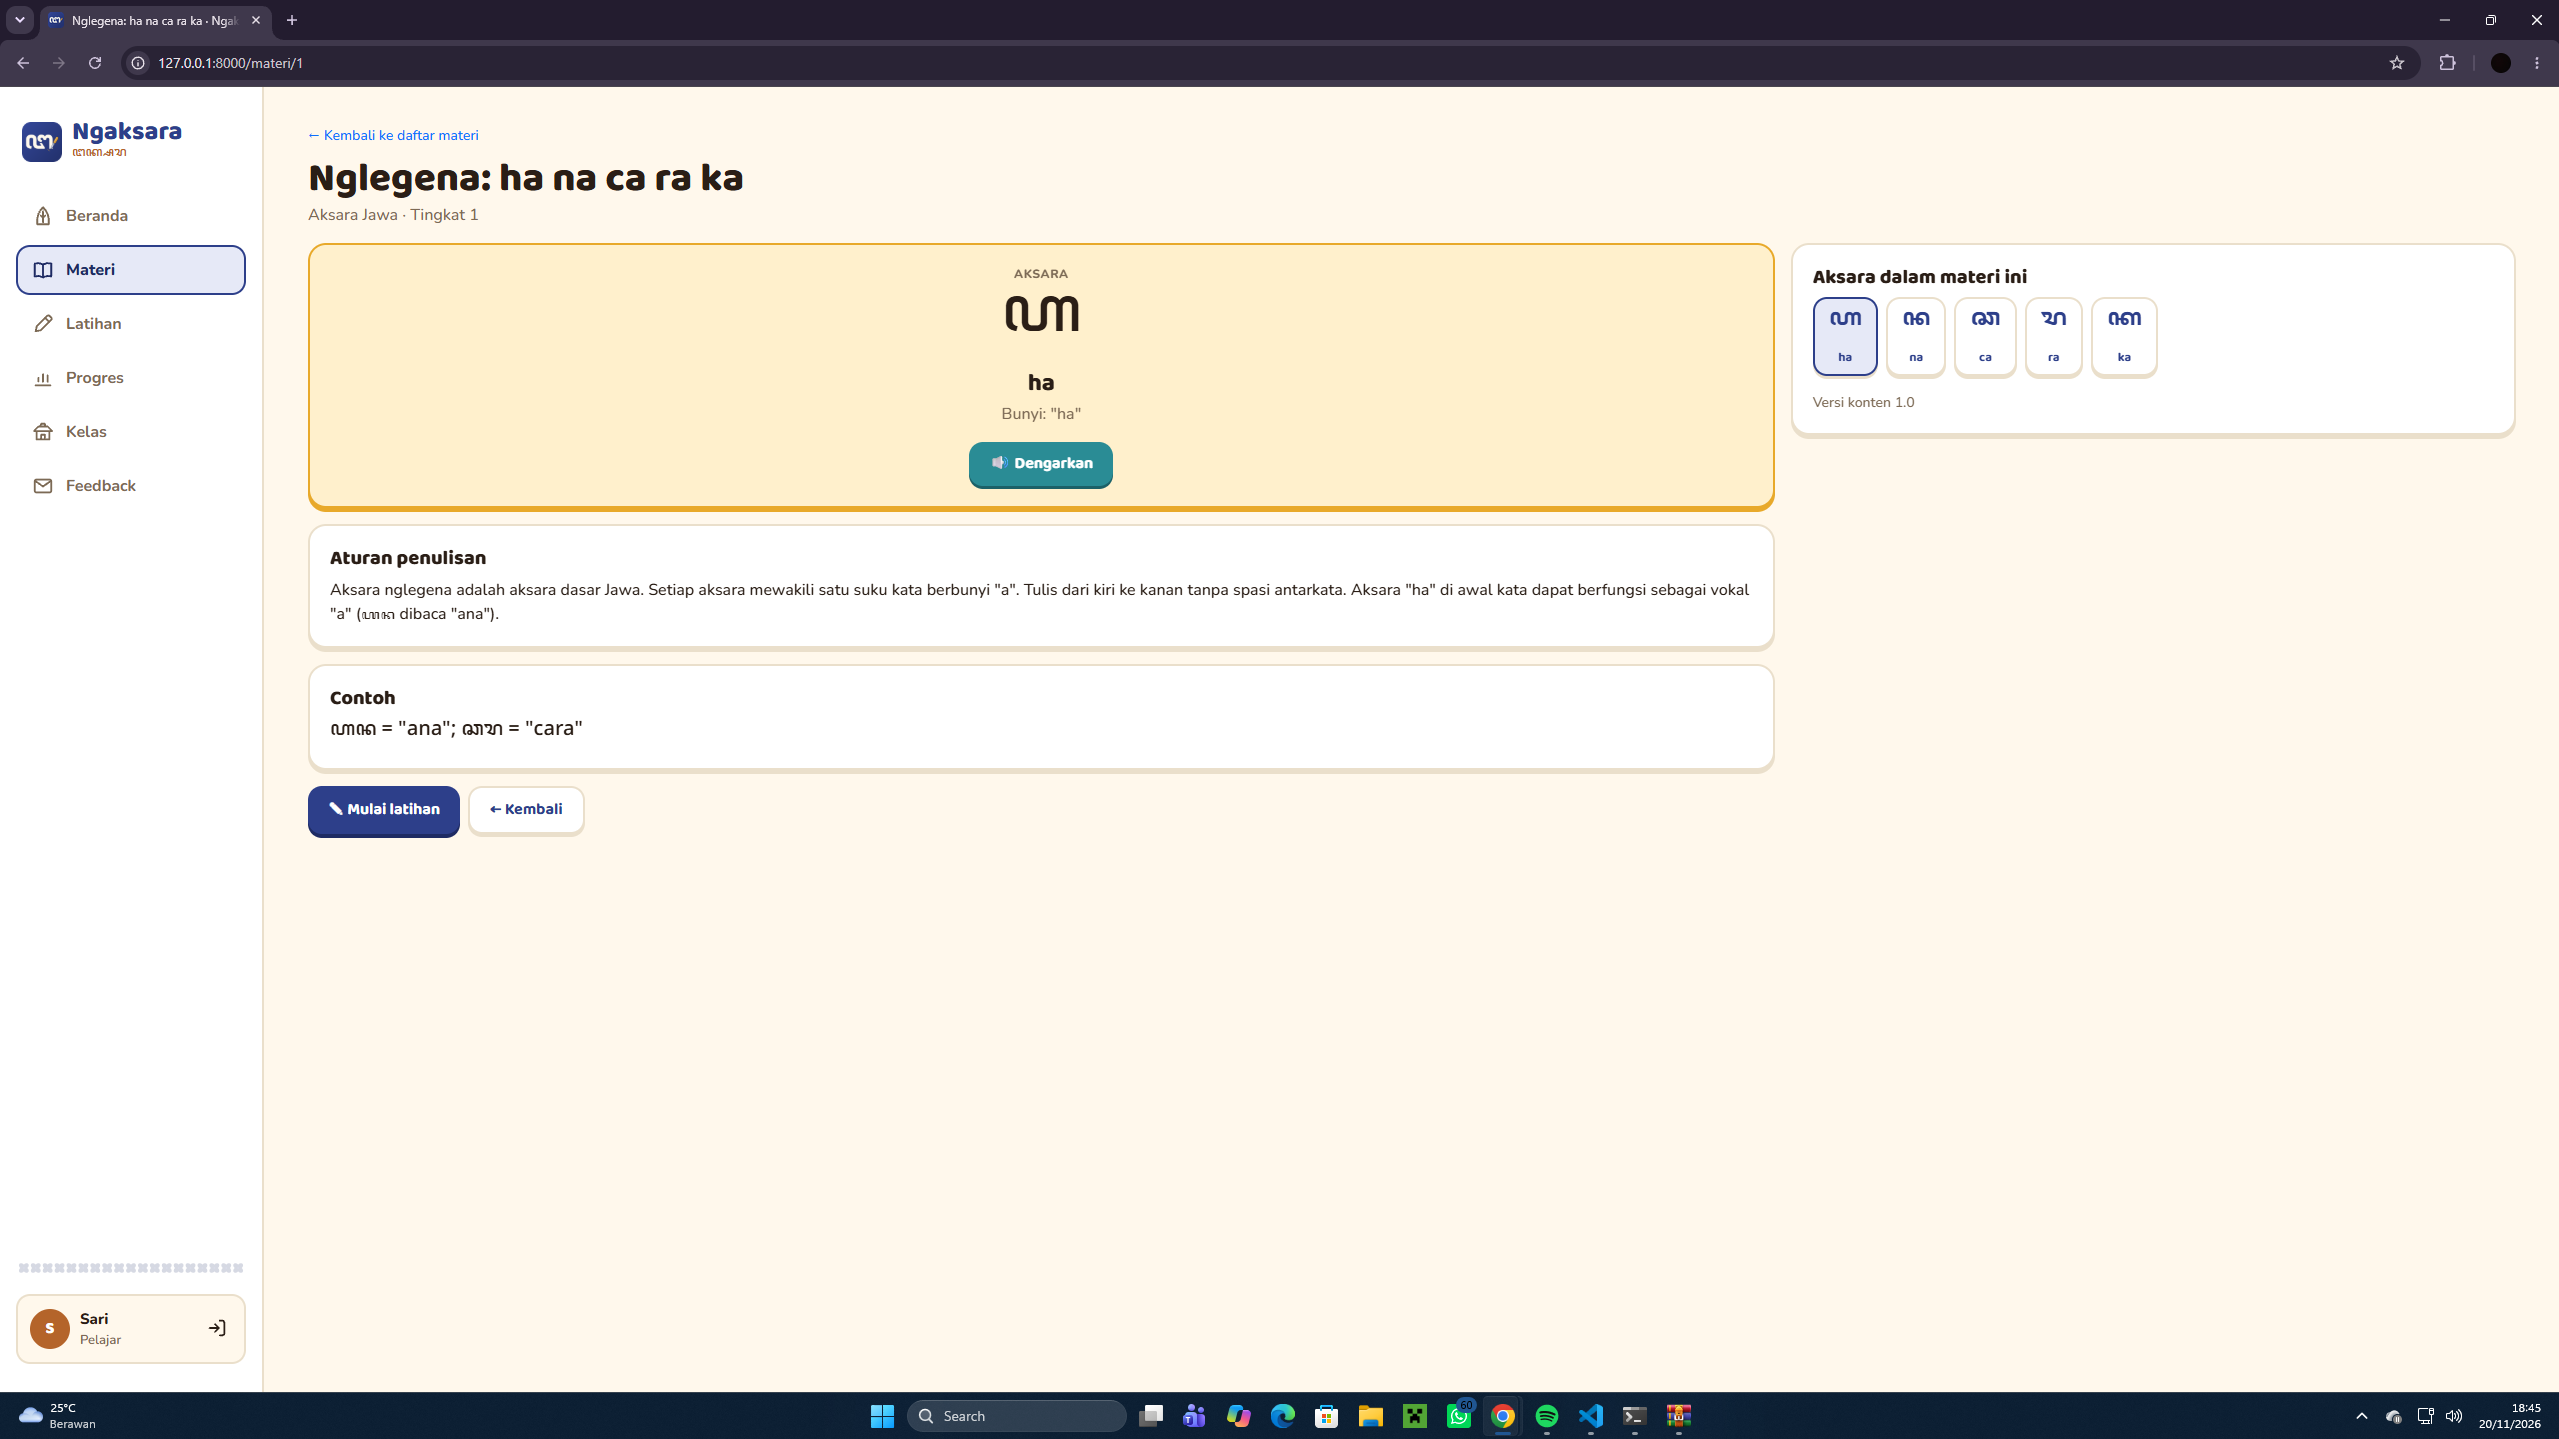 Nglegena: ha na ca ra ka · Ngak
127.0.0.1:8000/materi/1
Ngaksara
Beranda
Materi
Latihan
Progres
Kelas
Feedback
Sari
Pelajar
S
← Kembali ke daftar materi
Nglegena: ha na ca ra ka
Aksara Jawa · Tingkat 1
AKSARA
ꦲ
ha
Bunyi: "ha"
Dengarkan
Aturan penulisan
Aksara nglegena adalah aksara dasar Jawa. Setiap aksara mewakili satu suku kata berbunyi "a". Tulis dari kiri ke kanan tanpa spasi antarkata. Aksara "ha" di awal kata dapat berfungsi sebagai vokal
"a" (ꦲꦤ dibaca "ana").
Contoh
ꦲꦤ = "ana"; ꦕꦫ = "cara"
Mulai latihan
← Kembali
Aksara dalam materi ini
ꦲ ꦤ ꦕ ꦫ ꦏ
ha na ca ra ka
Versi konten 1.0
25°C
Berawan
Search
60
18:45
20/11/2026